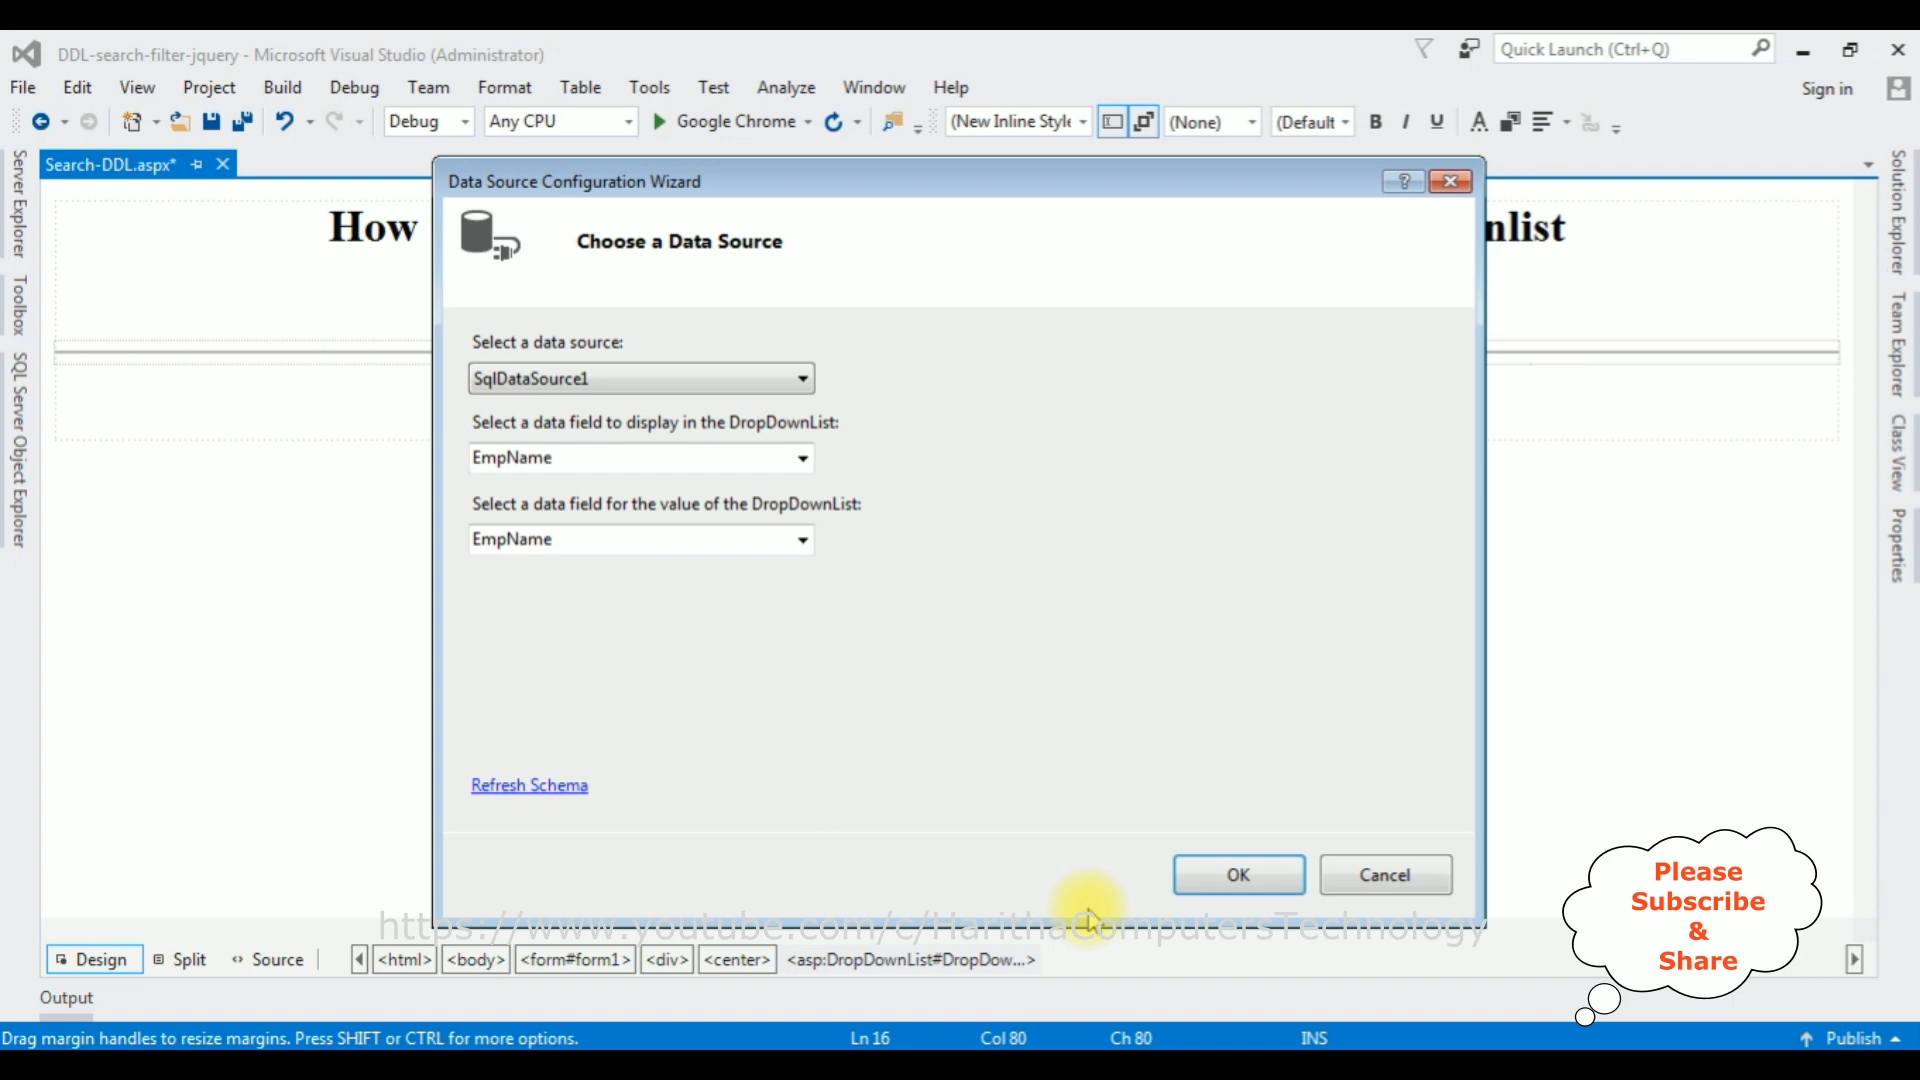 DDL-search-filter-jquery - Microsoft Visual Studio (Administrator)
Quick Launch (Ctrl+Q)
File Edit View Project Build Debug Team Format Table Tools Test Analyze Window Help
Sign in
Debug Any CPU Google Chrome (New Inline Style (None) (Default B I U A
Search-DDL.aspx*
Server Explorer
Toolbox
SQL Server Object Explorer
How
nlist
Data Source Configuration Wizard
Choose a Data Source
Select a data source:
SqlDataSource1
Select a data field to display in the DropDownList:
EmpName
Select a data field for the value of the DropDownList:
EmpName
Refresh Schema
OK Cancel
Solution Explorer
Team Explorer
Class View
Properties
Please
Subscribe
&
Share
https://www.youtube.com/c/HarithaComputersTechnology
Design Split Source <html> <body> <form#form1> <div> <center> <asp:DropDownList#DropDow...>
Output
Drag margin handles to resize margins. Press SHIFT or CTRL for more options. Ln 16 Col 80 Ch 80 INS Publish